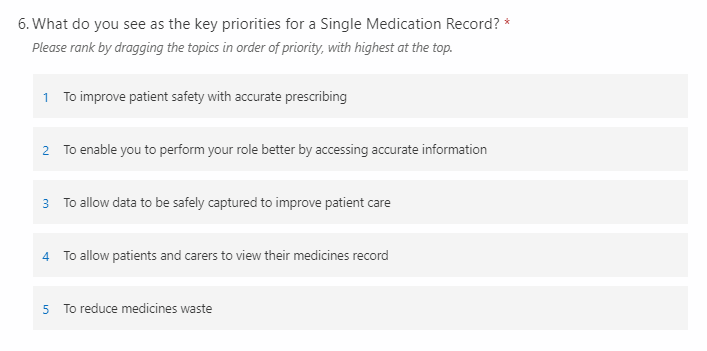 6. What do you see as the key priorities for a Single Medication Record? *
Please rank by dragging the topics in order of priority, with highest at the top.
1 To improve patient safety with accurate prescribing
2 To enable you to perform your role better by accessing accurate information
3 To allow data to be safely captured to improve patient care
4 To allow patients and carers to view their medicines record
5 To reduce medicines waste